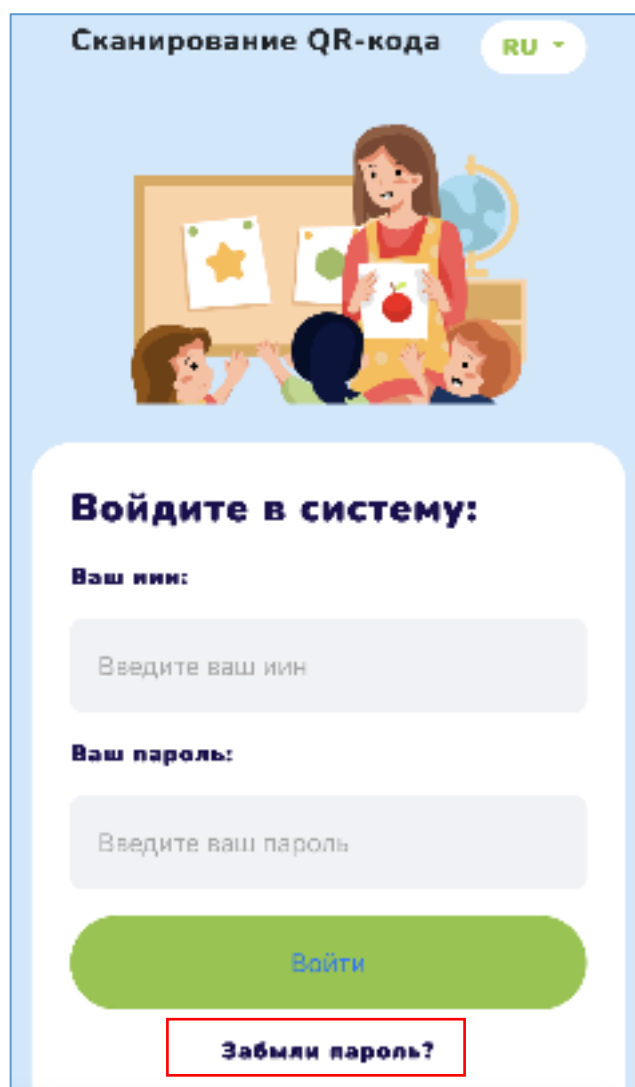 Сканирование QR-кода
RU
Войдите в систему:
Ваш иин:
Введите ваш иин
Ваш пароль:
Введите ваш пароль
Войти
Забыли пароль?